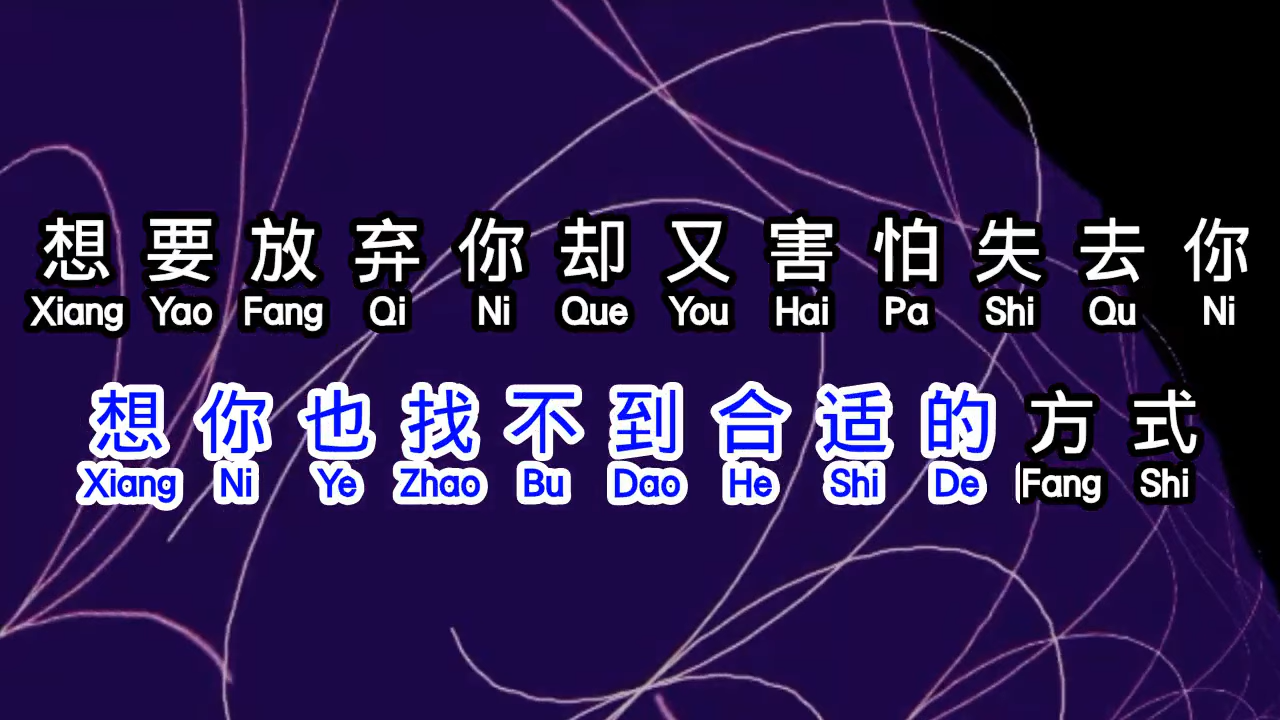 想 要 放 弃 你 却 又 害 怕 失 去 你
Xiang Yao Fang Qi Ni Que You Hai Pa Shi Qu Ni
想 你 也 找 不 到 合 适 的 方 式
Xiang Ni Ye Zhao Bu Dao He Shi De Fang Shi